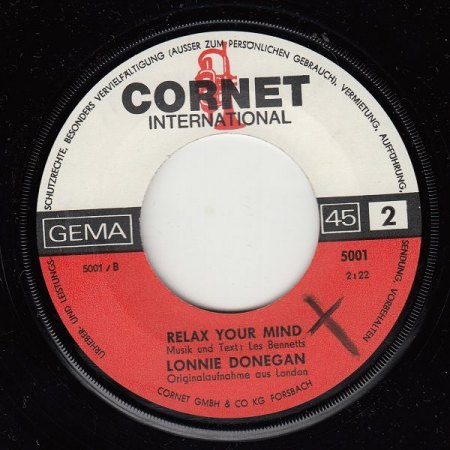 SCHUTZRECHTE, BESONDERS VERVIELFÄLTIGUNG (AUSSER ZUM PERSÖNLICHEN GEBRAUCH), VERMIETUNG, AUFFÜHRUNG,
CORNET
INTERNATIONAL
GEMA
45 2
5001/B
5001
2:22
RELAX YOUR MIND
Musik und Text: Les Bennetts
LONNIE DONEGAN
Originalaufnahme aus London
CORNET GMBH & CO KG FORSBACH
URHEBER- UND LEISTUNGS-
SENDUNG, VORBEHALTEN